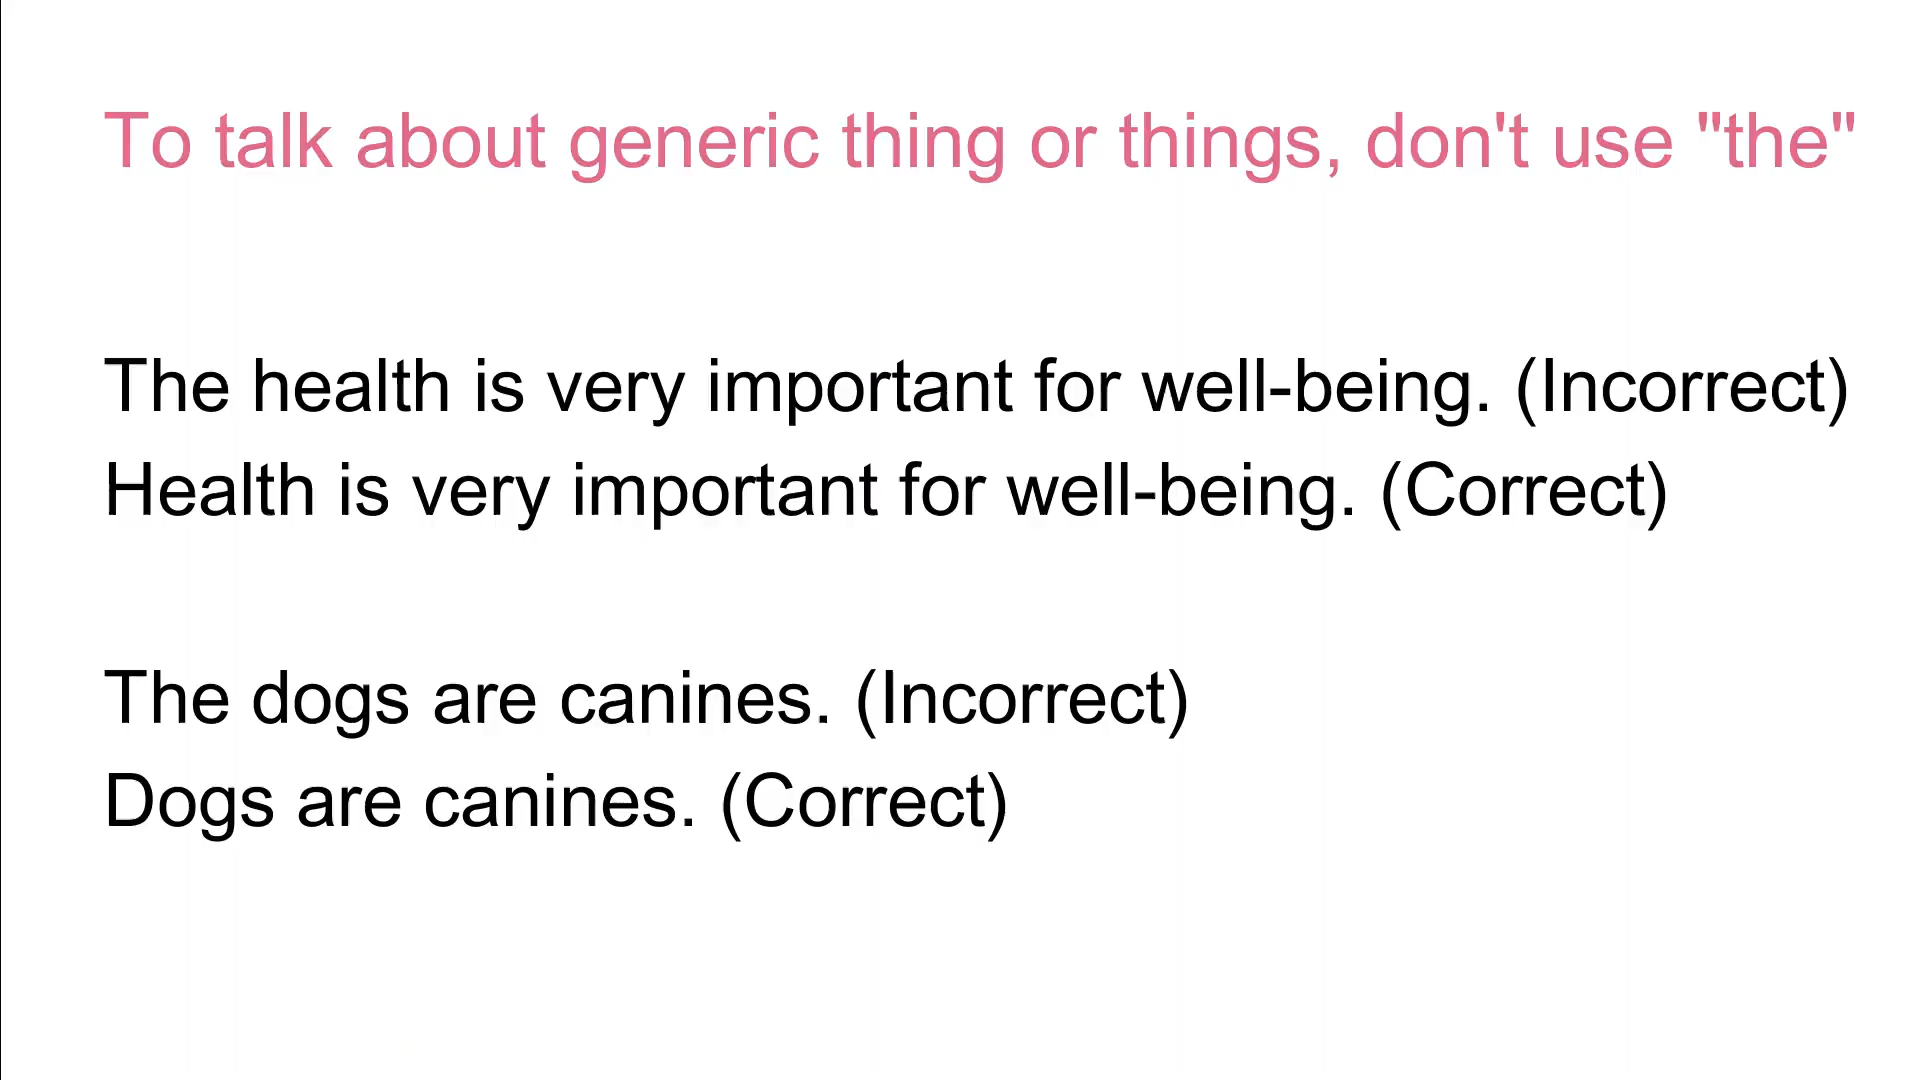 To talk about generic thing or things, don't use "the"
The health is very important for well-being. (Incorrect)
Health is very important for well-being. (Correct)
The dogs are canines. (Incorrect)
Dogs are canines. (Correct)